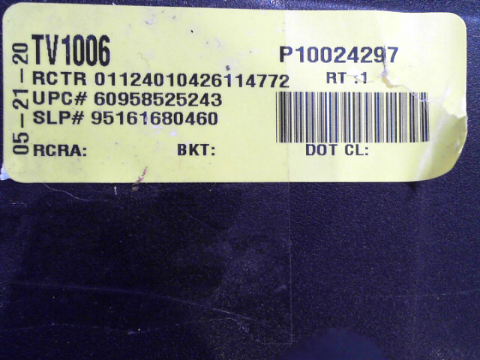 05-21-20
TV1006 P10024297
RCTR 01124010426114772 RT :1
UPC# 60958525243
SLP# 95161680460
RCRA: BKT: DOT CL: